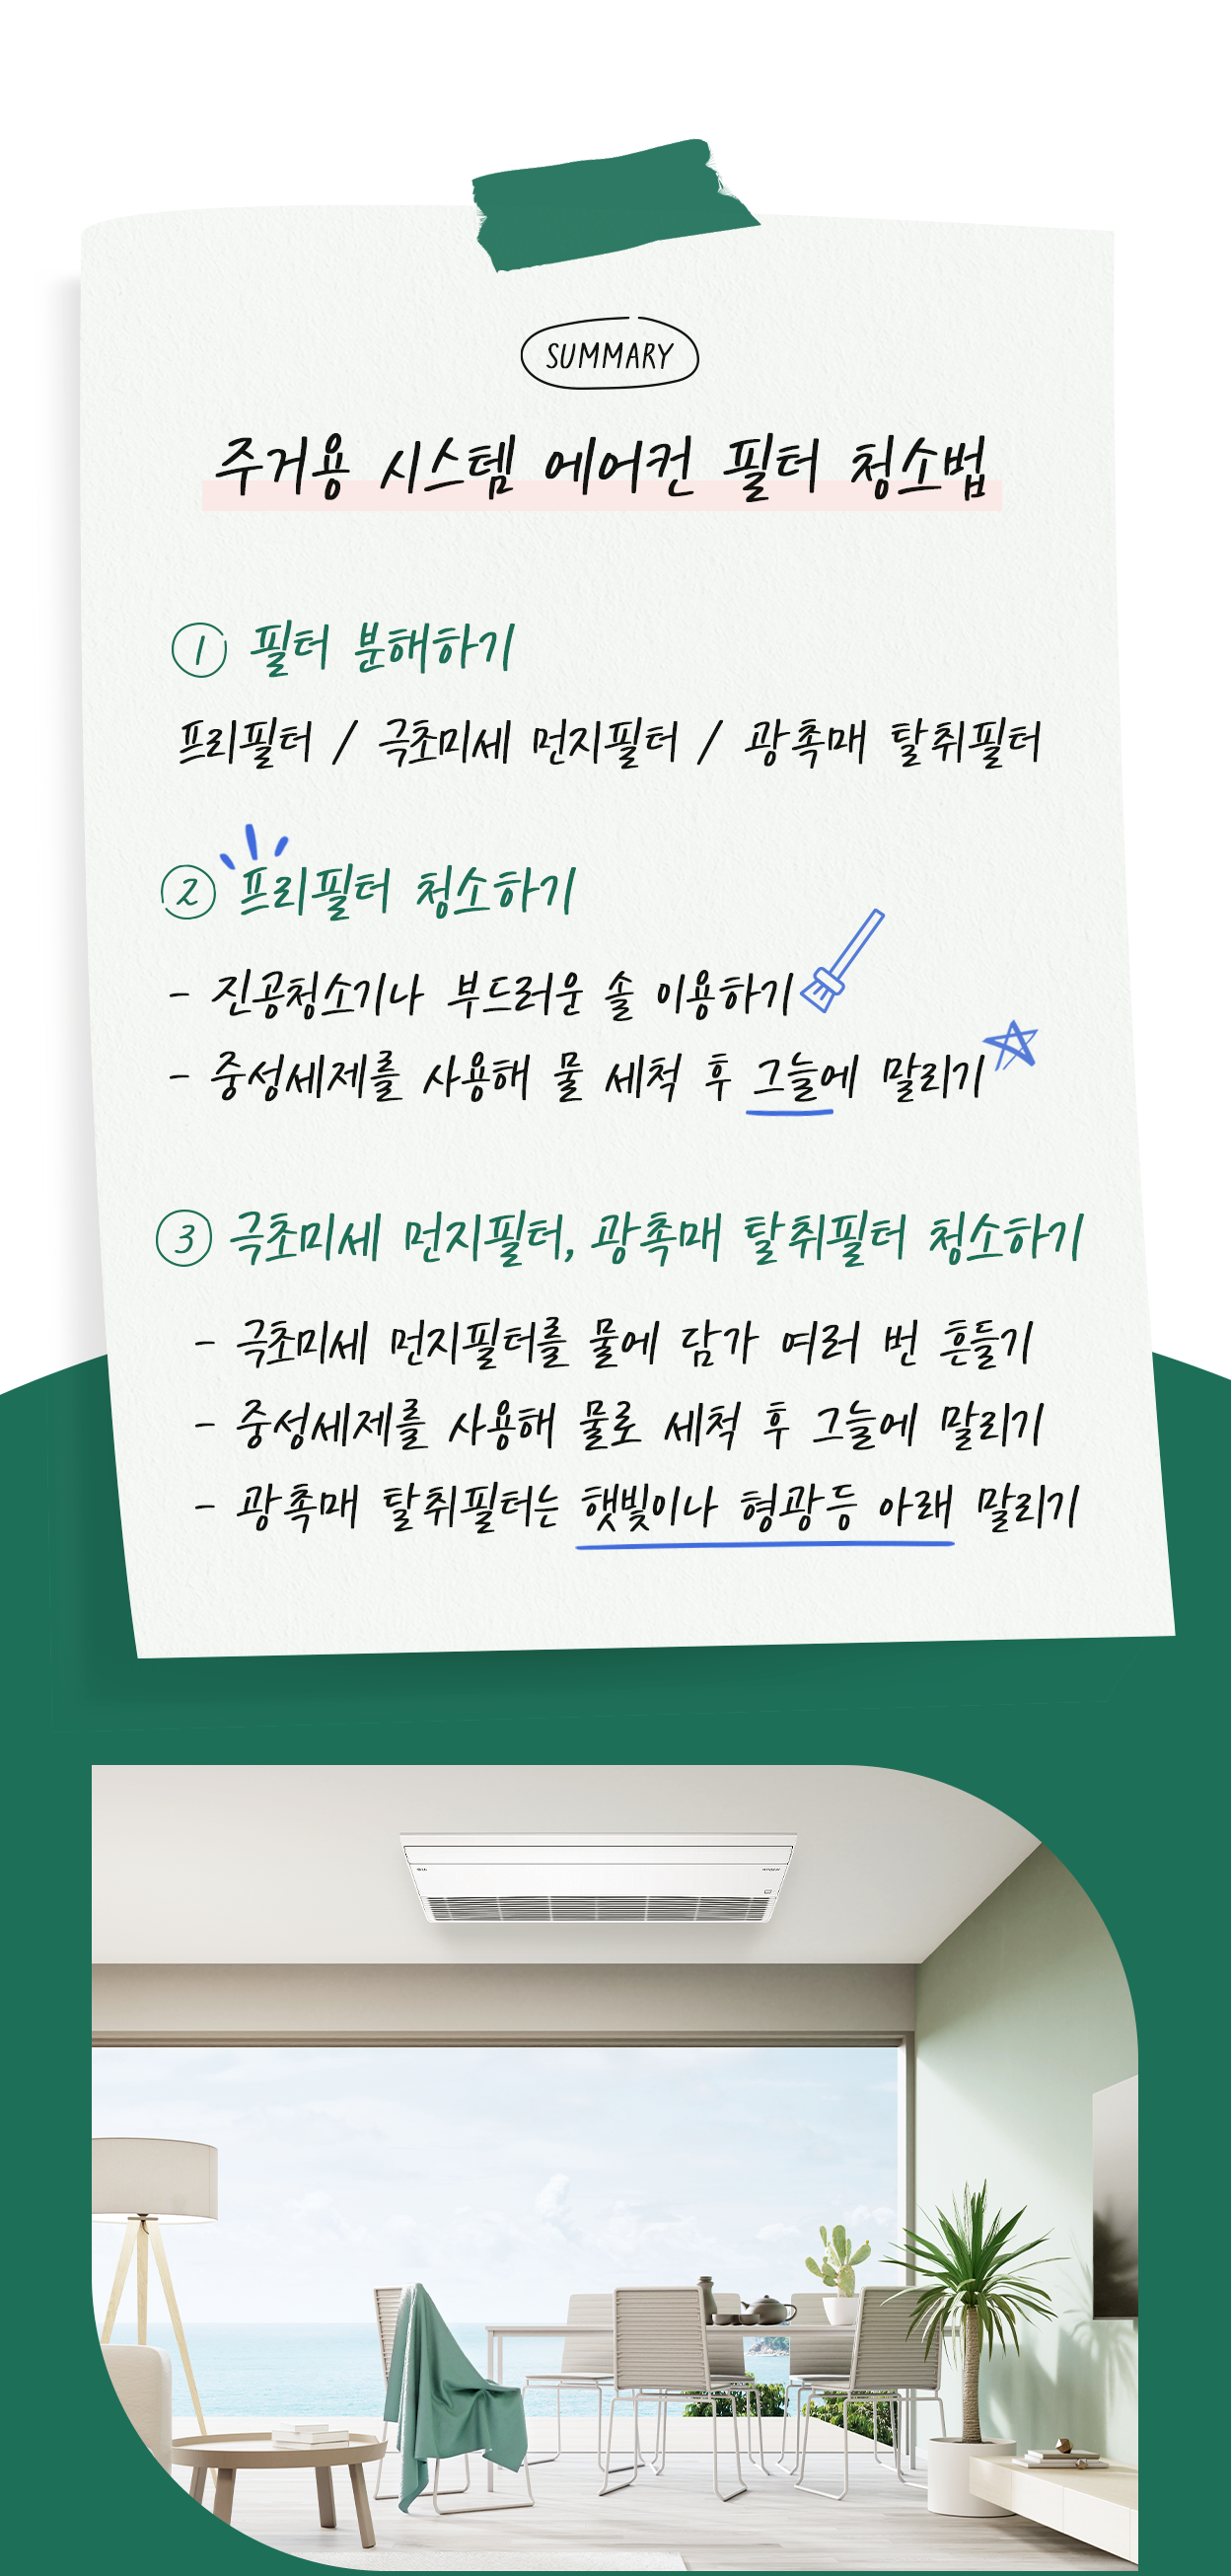 SUMMARY
주거용 시스템 에어컨 필터 청소법
① 필터 분해하기
프리필터 / 극초미세 먼지필터 / 광촉매 탈취필터
② 프리필터 청소하기
- 진공청소기나 부드러운 솔 이용하기
- 중성세제를 사용해 물 세척 후 그늘에 말리기
③ 극초미세 먼지필터, 광촉매 탈취필터 청소하기
- 극초미세 먼지필터를 물에 담가 여러 번 흔들기
- 중성세제를 사용해 물로 세척 후 그늘에 말리기
- 광촉매 탈취필터는 햇빛이나 형광등 아래 말리기